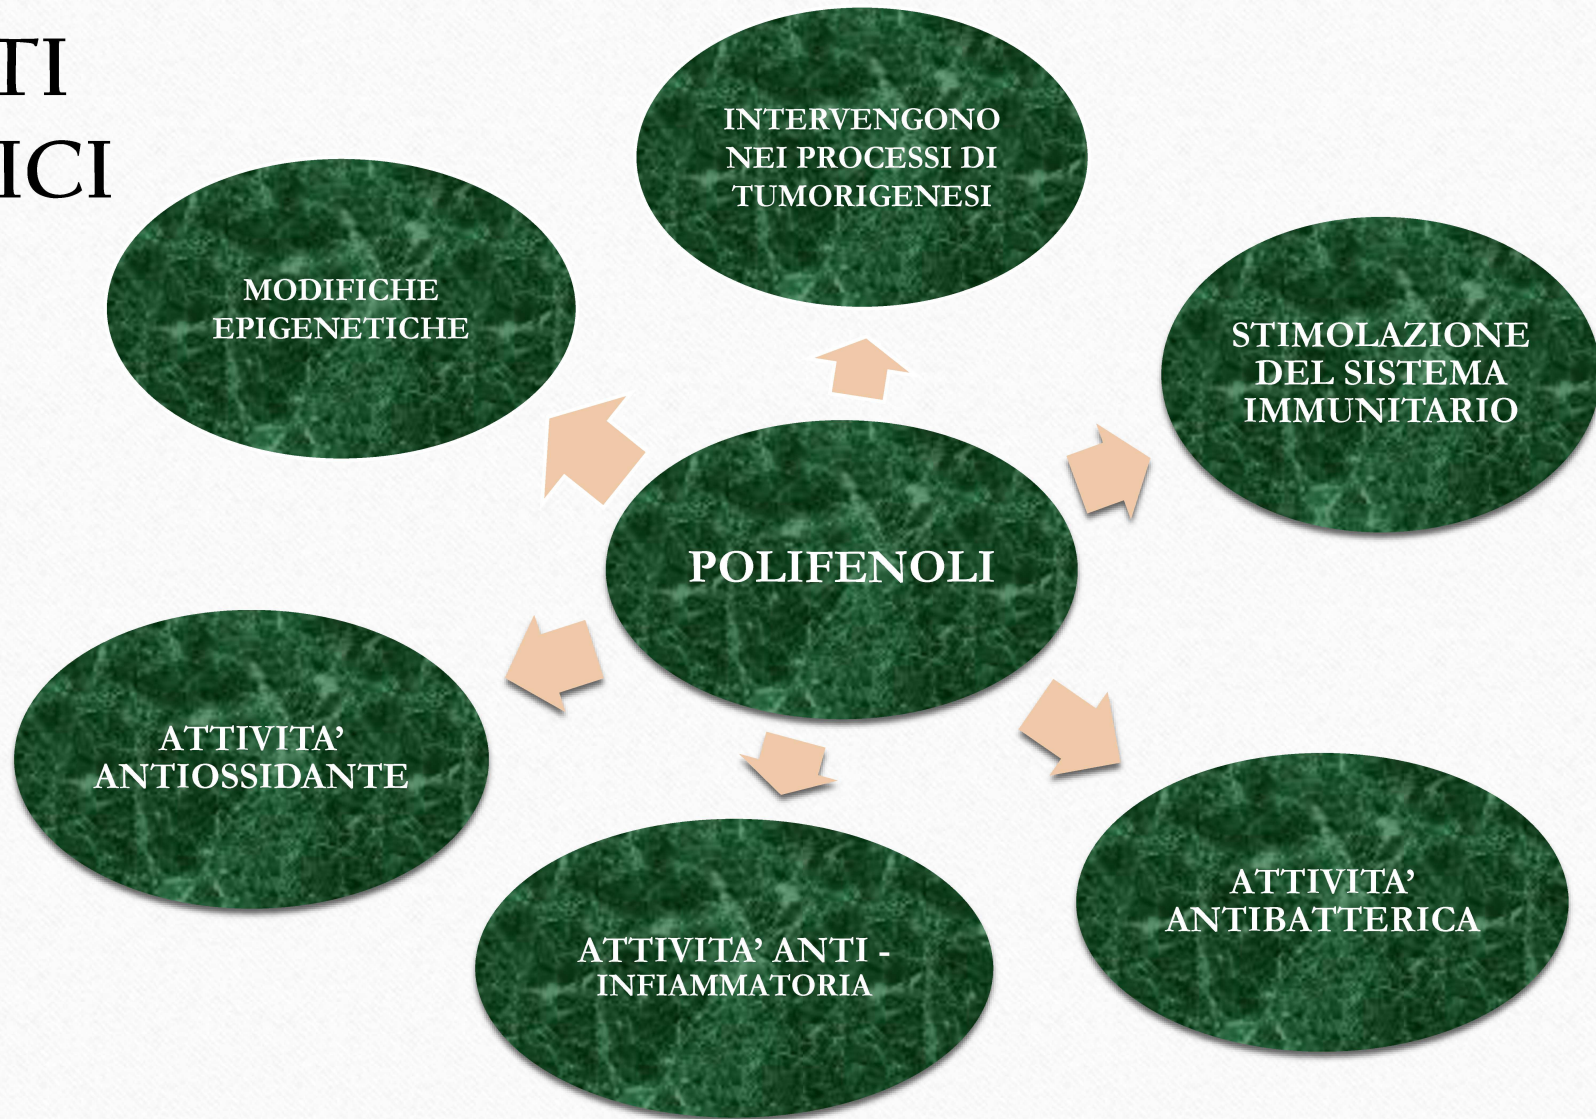 TI
ICI
INTERVENGONO
NEI PROCESSI DI
TUMORIGENESI
MODIFICHE
EPIGENETICHE
STIMOLAZIONE
DEL SISTEMA
IMMUNITARIO
POLIFENOLI
ATTIVITA’
ANTIOSSIDANTE
ATTIVITA’
ANTIBATTERICA
ATTIVITA’ ANTI -
INFIAMMATORIA